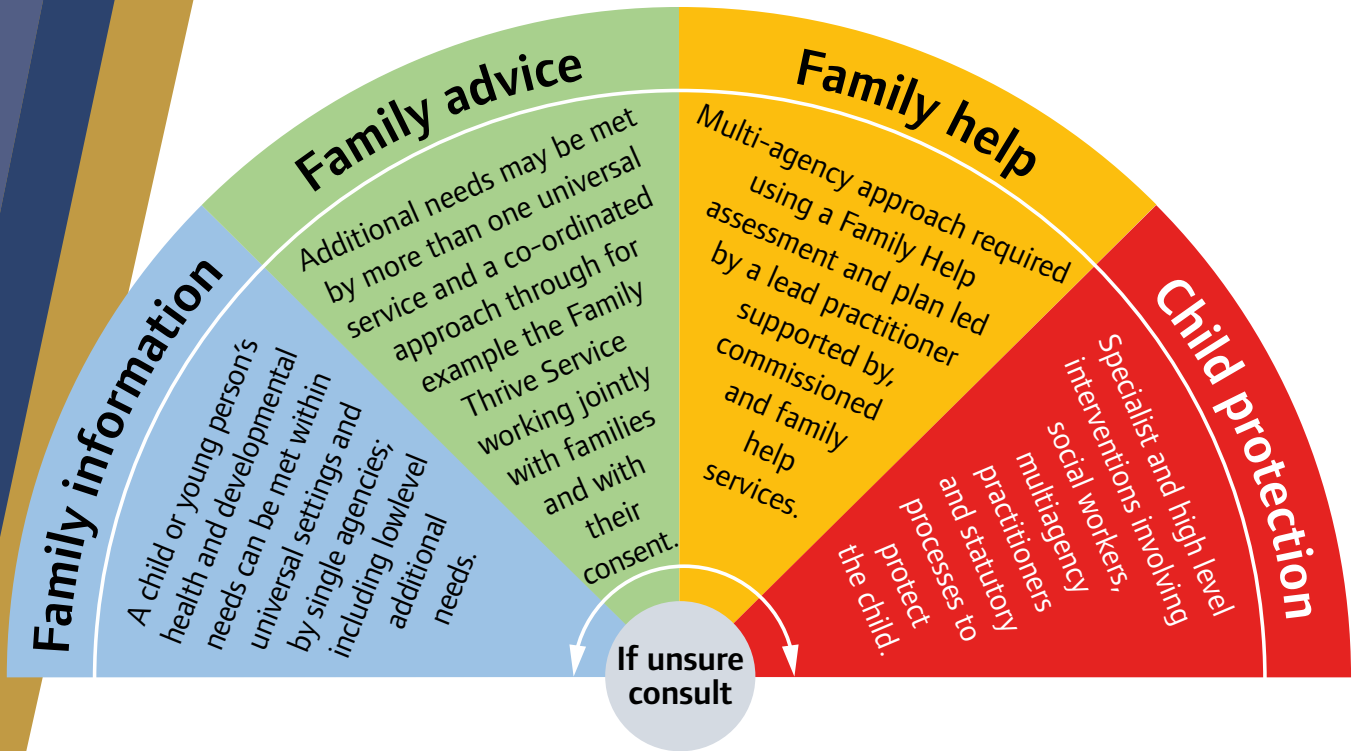 Family information
A child or young person's
health and developmental
needs can be met within
universal settings and
by single agencies;
including lowlevel
additional
needs.
Family advice
Additional needs may be met
by more than one universal
service and a co-ordinated
approach through for
example the Family
Thrive Service
working jointly
with families
and with
their
consent.
Family help
Multi-agency approach required
using a Family Help
assessment and plan led
by a lead practitioner
supported by,
commissioned
and family
help
services.
Child protection
Specialist and high level
interventions involving
social workers,
multiagency
practitioners
and statutory
processes to
protect
the child.
If unsure
consult